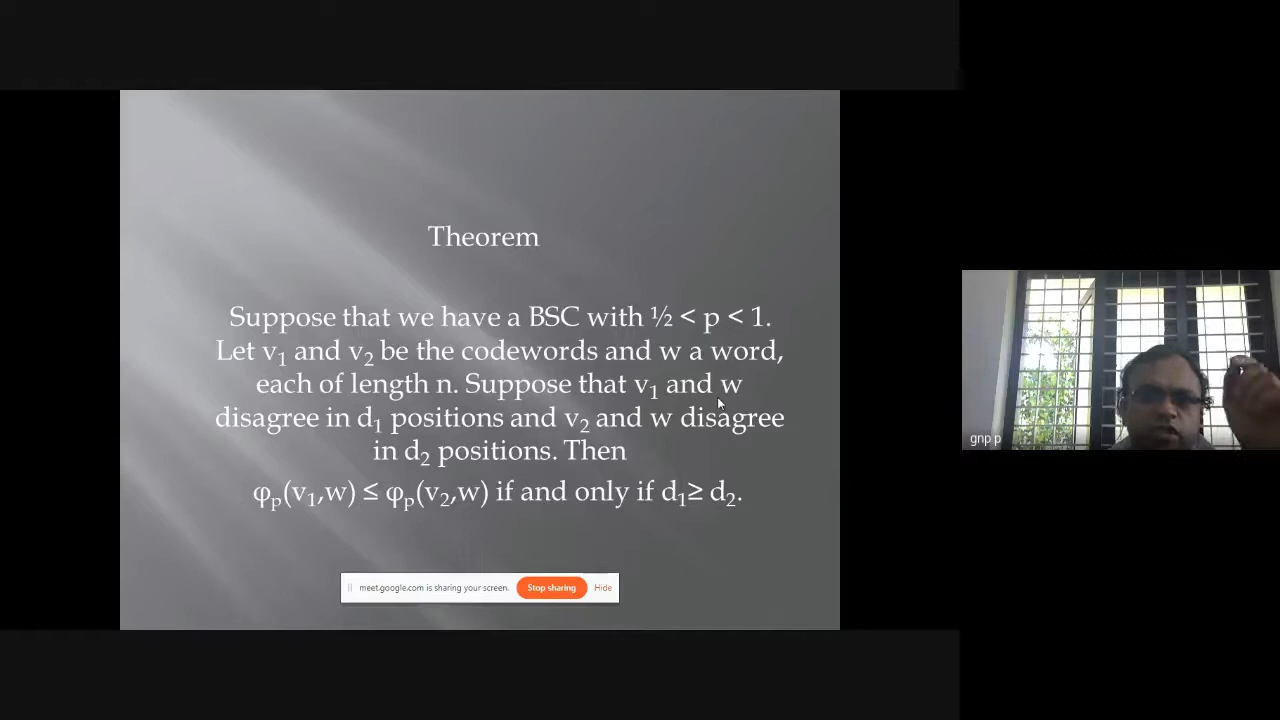 Theorem
Suppose that we have a BSC with ½ < p < 1.
Let v₁ and v₂ be the codewords and w a word,
each of length n. Suppose that v₁ and w
disagree in d₁ positions and v₂ and w disagree
in d₂ positions. Then
φₚ(v₁,w) ≤ φₚ(v₂,w) if and only if d₁≥ d₂.
meet.google.com is sharing your screen. Stop sharing Hide
gnp p